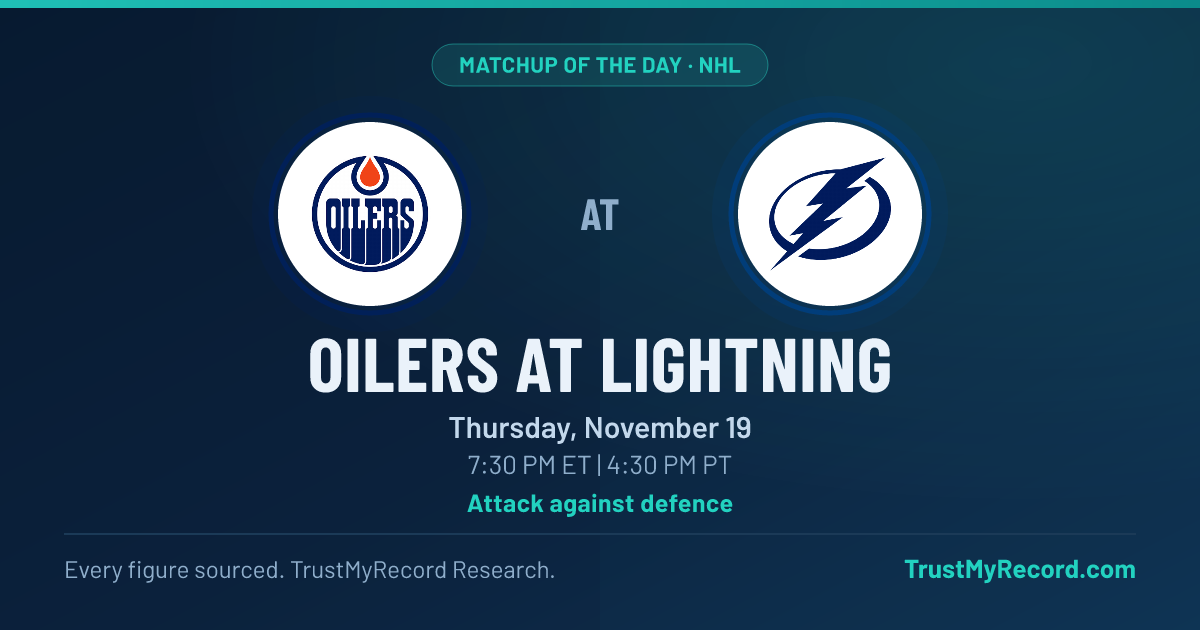 MATCHUP OF THE DAY · NHL
OILERS
AT
OILERS AT LIGHTNING
Thursday, November 19
7:30 PM ET | 4:30 PM PT
Attack against defence
Every figure sourced. TrustMyRecord Research.
TrustMyRecord.com